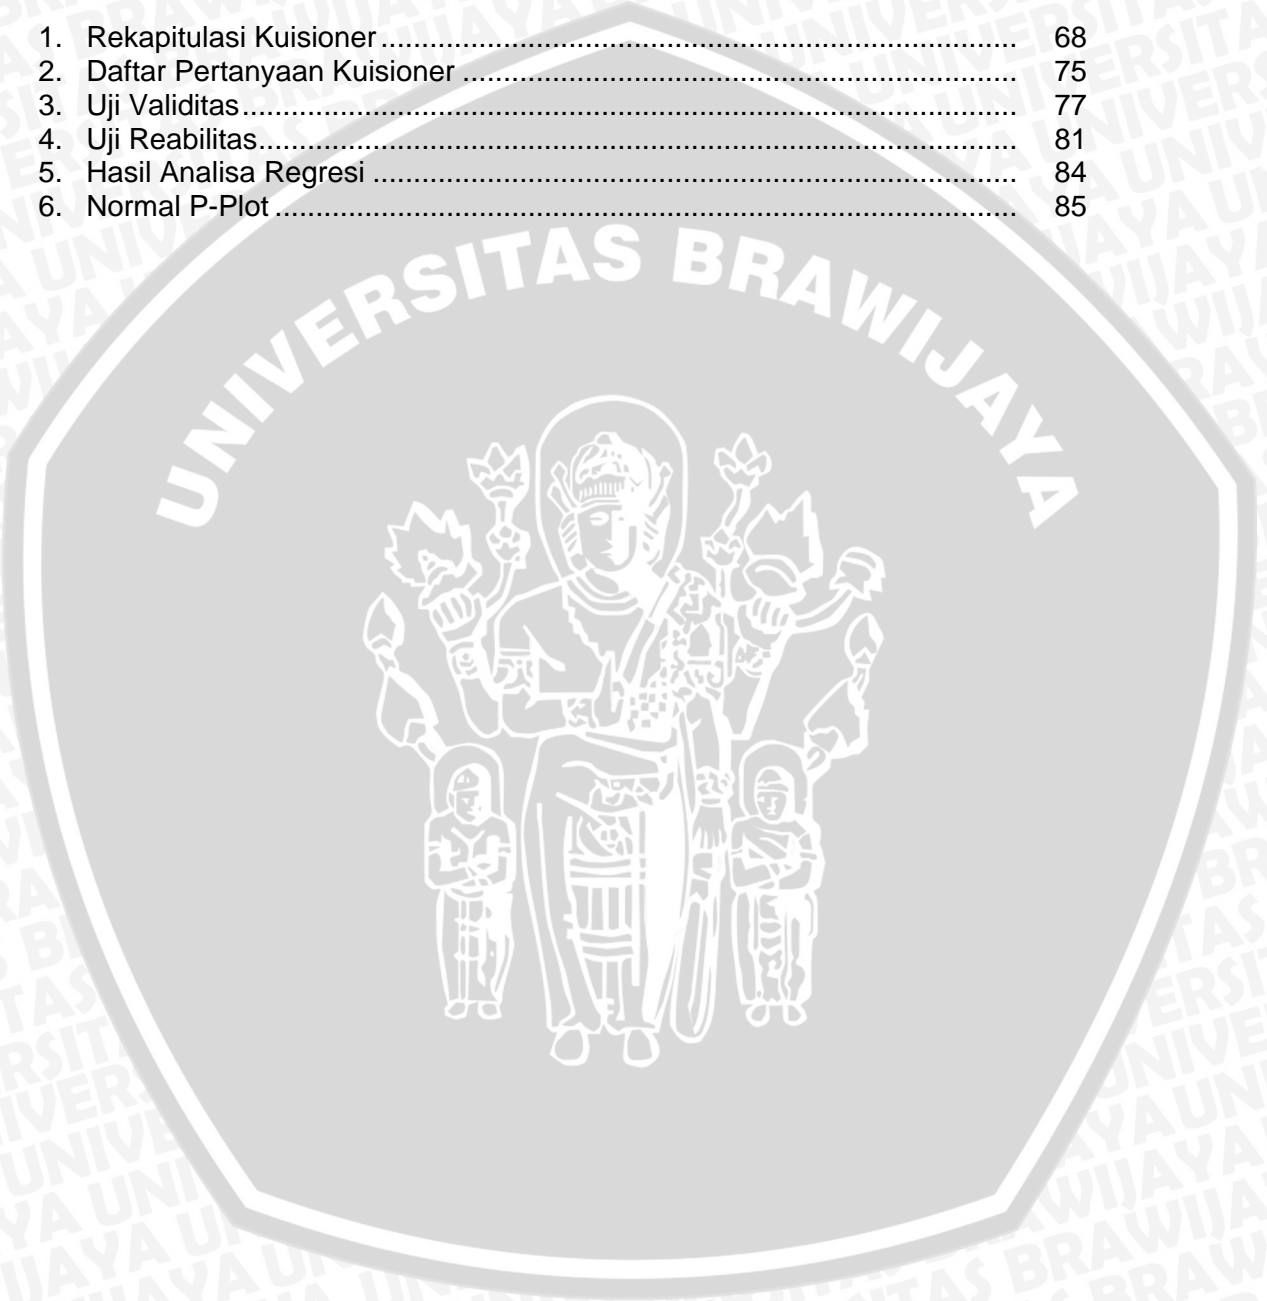 1. Rekapitulasi Kuisioner 68
2. Daftar Pertanyaan Kuisioner 75
3. Uji Validitas 77
4. Uji Reabilitas 81
5. Hasil Analisa Regresi 84
6. Normal P-Plot 85
UNIVERSITAS BRAWIJAYA